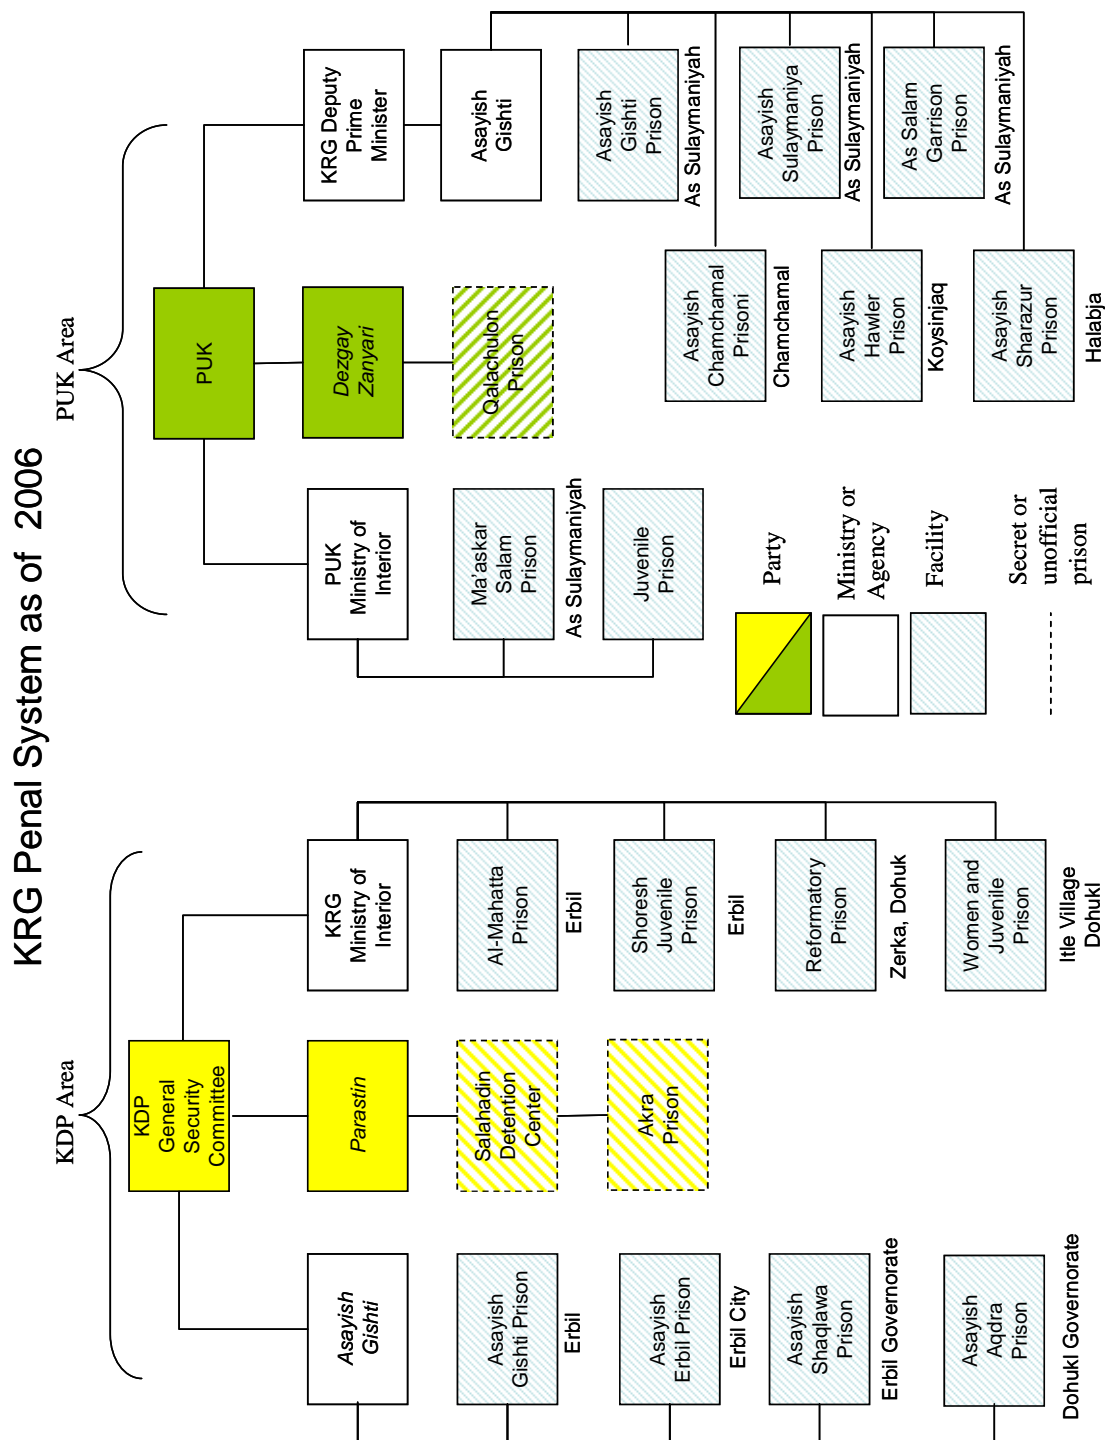 KRG Penal System as of 2006
KDP Area
KDP
General
Security
Committee
Asayish
Gishti
Asayish
Gishti Prison
Erbil
Asayish
Erbil Prison
Erbil City
Asayish
Shaqlawa
Prison
Erbil Governorate
Asayish
Aqdra
Prison
Dohukl Governorate
Parastin
Salahadin
Detention
Center
Akra
Prison
KRG
Ministry of
Interior
Al-Mahatta
Prison
Erbil
Shoresh
Juvenile
Prison
Erbil
Reformatory
Prison
Zerka, Dohuk
Women and
Juvenile
Prison
Itle Village
Dohukl
PUK Area
PUK
PUK
Ministry of
Interior
Ma'askar
Salam
Prison
As Sulaymaniyah
Juvenile
Prison
Dezgay
Zanyari
Qalachulon
Prison
KRG Deputy
Prime
Minister
Asayish
Gishti
Asayish
Gishti
Prison
As Sulaymaniyah
Asayish
Chamchamal
Prisoni
Chamchamal
Asayish
Sulaymaniya
Prison
As Sulaymaniyah
Asayish
Hawler
Prison
Koysinjaq
As Salam
Garrison
Prison
As Sulaymaniyah
Asayish
Sharazur
Prison
Halabja
Party
Ministry or
Agency
Facility
Secret or
unofficial
prison